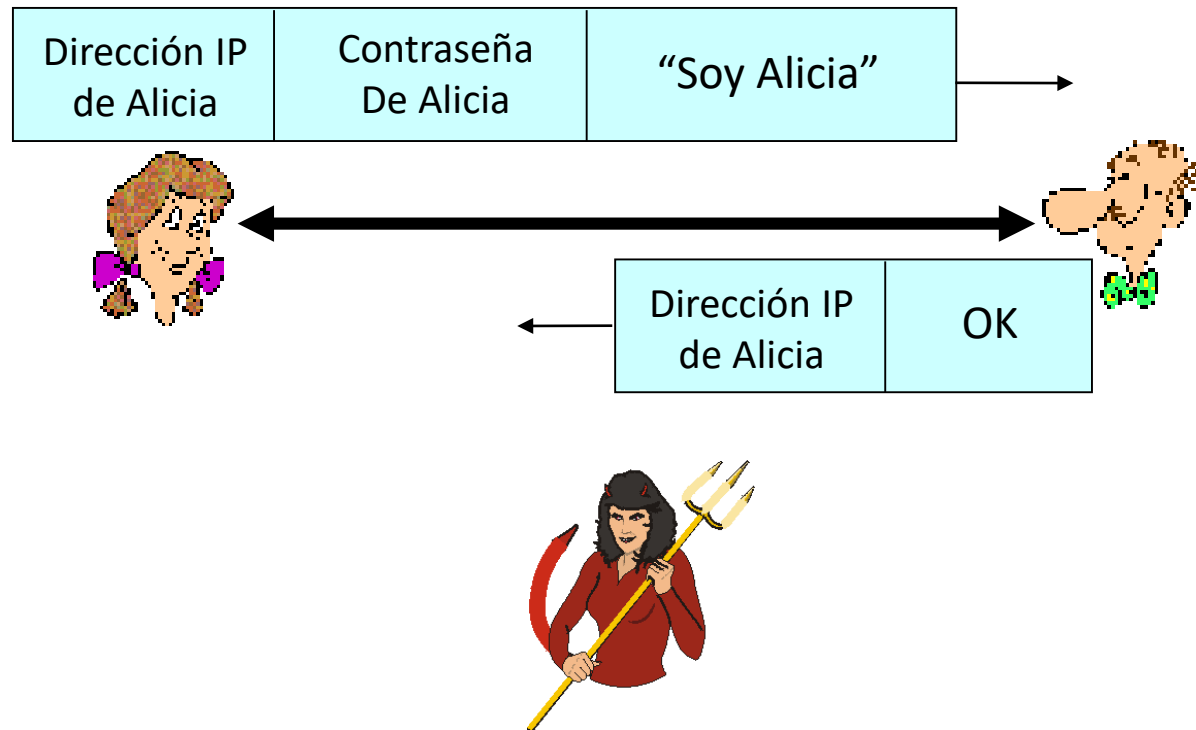 Dirección IP
de Alicia
Contraseña
De Alicia
“Soy Alicia”
Dirección IP
de Alicia
OK